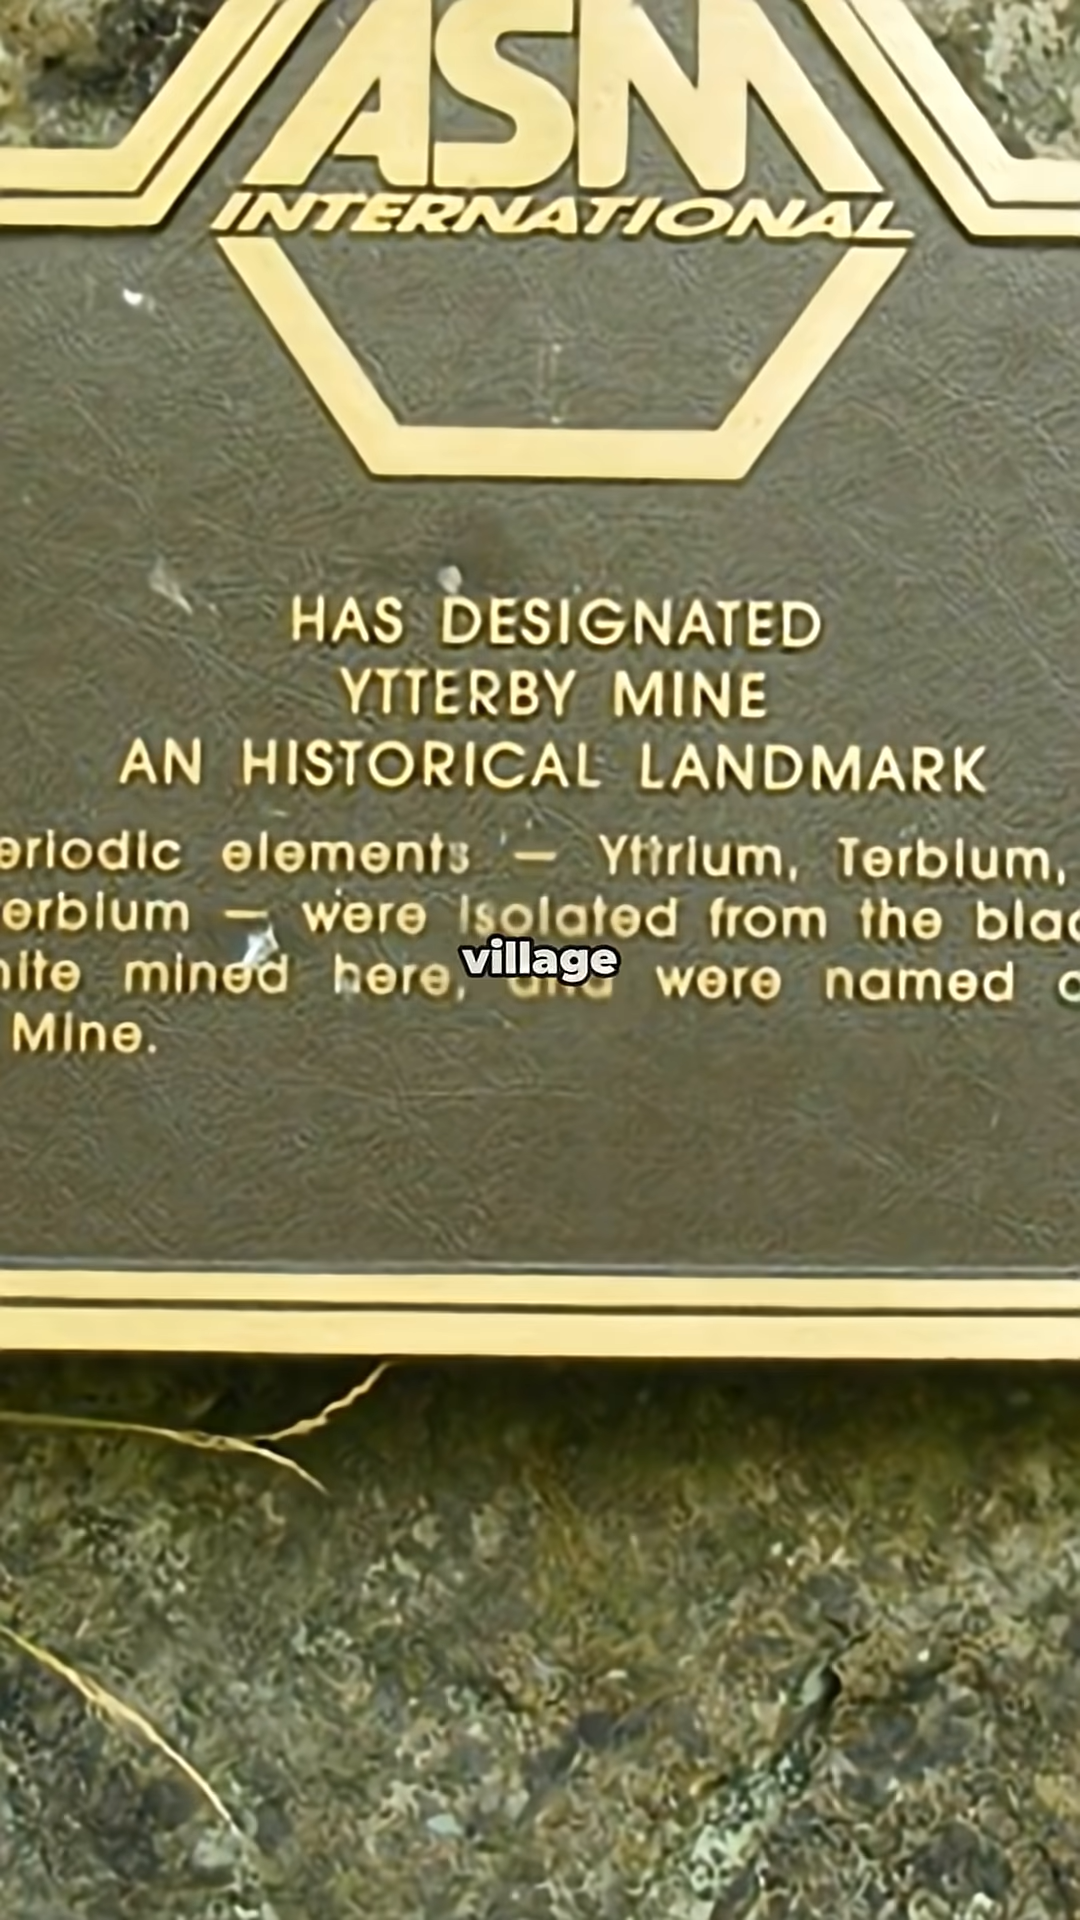 ASM
INTERNATIONAL
HAS DESIGNATED
YTTERBY MINE
AN HISTORICAL LANDMARK
eriodic elements — Yttrium, Terbium,
erbium — were isolated from the blac
nite mined here, and were named
Mine.
village